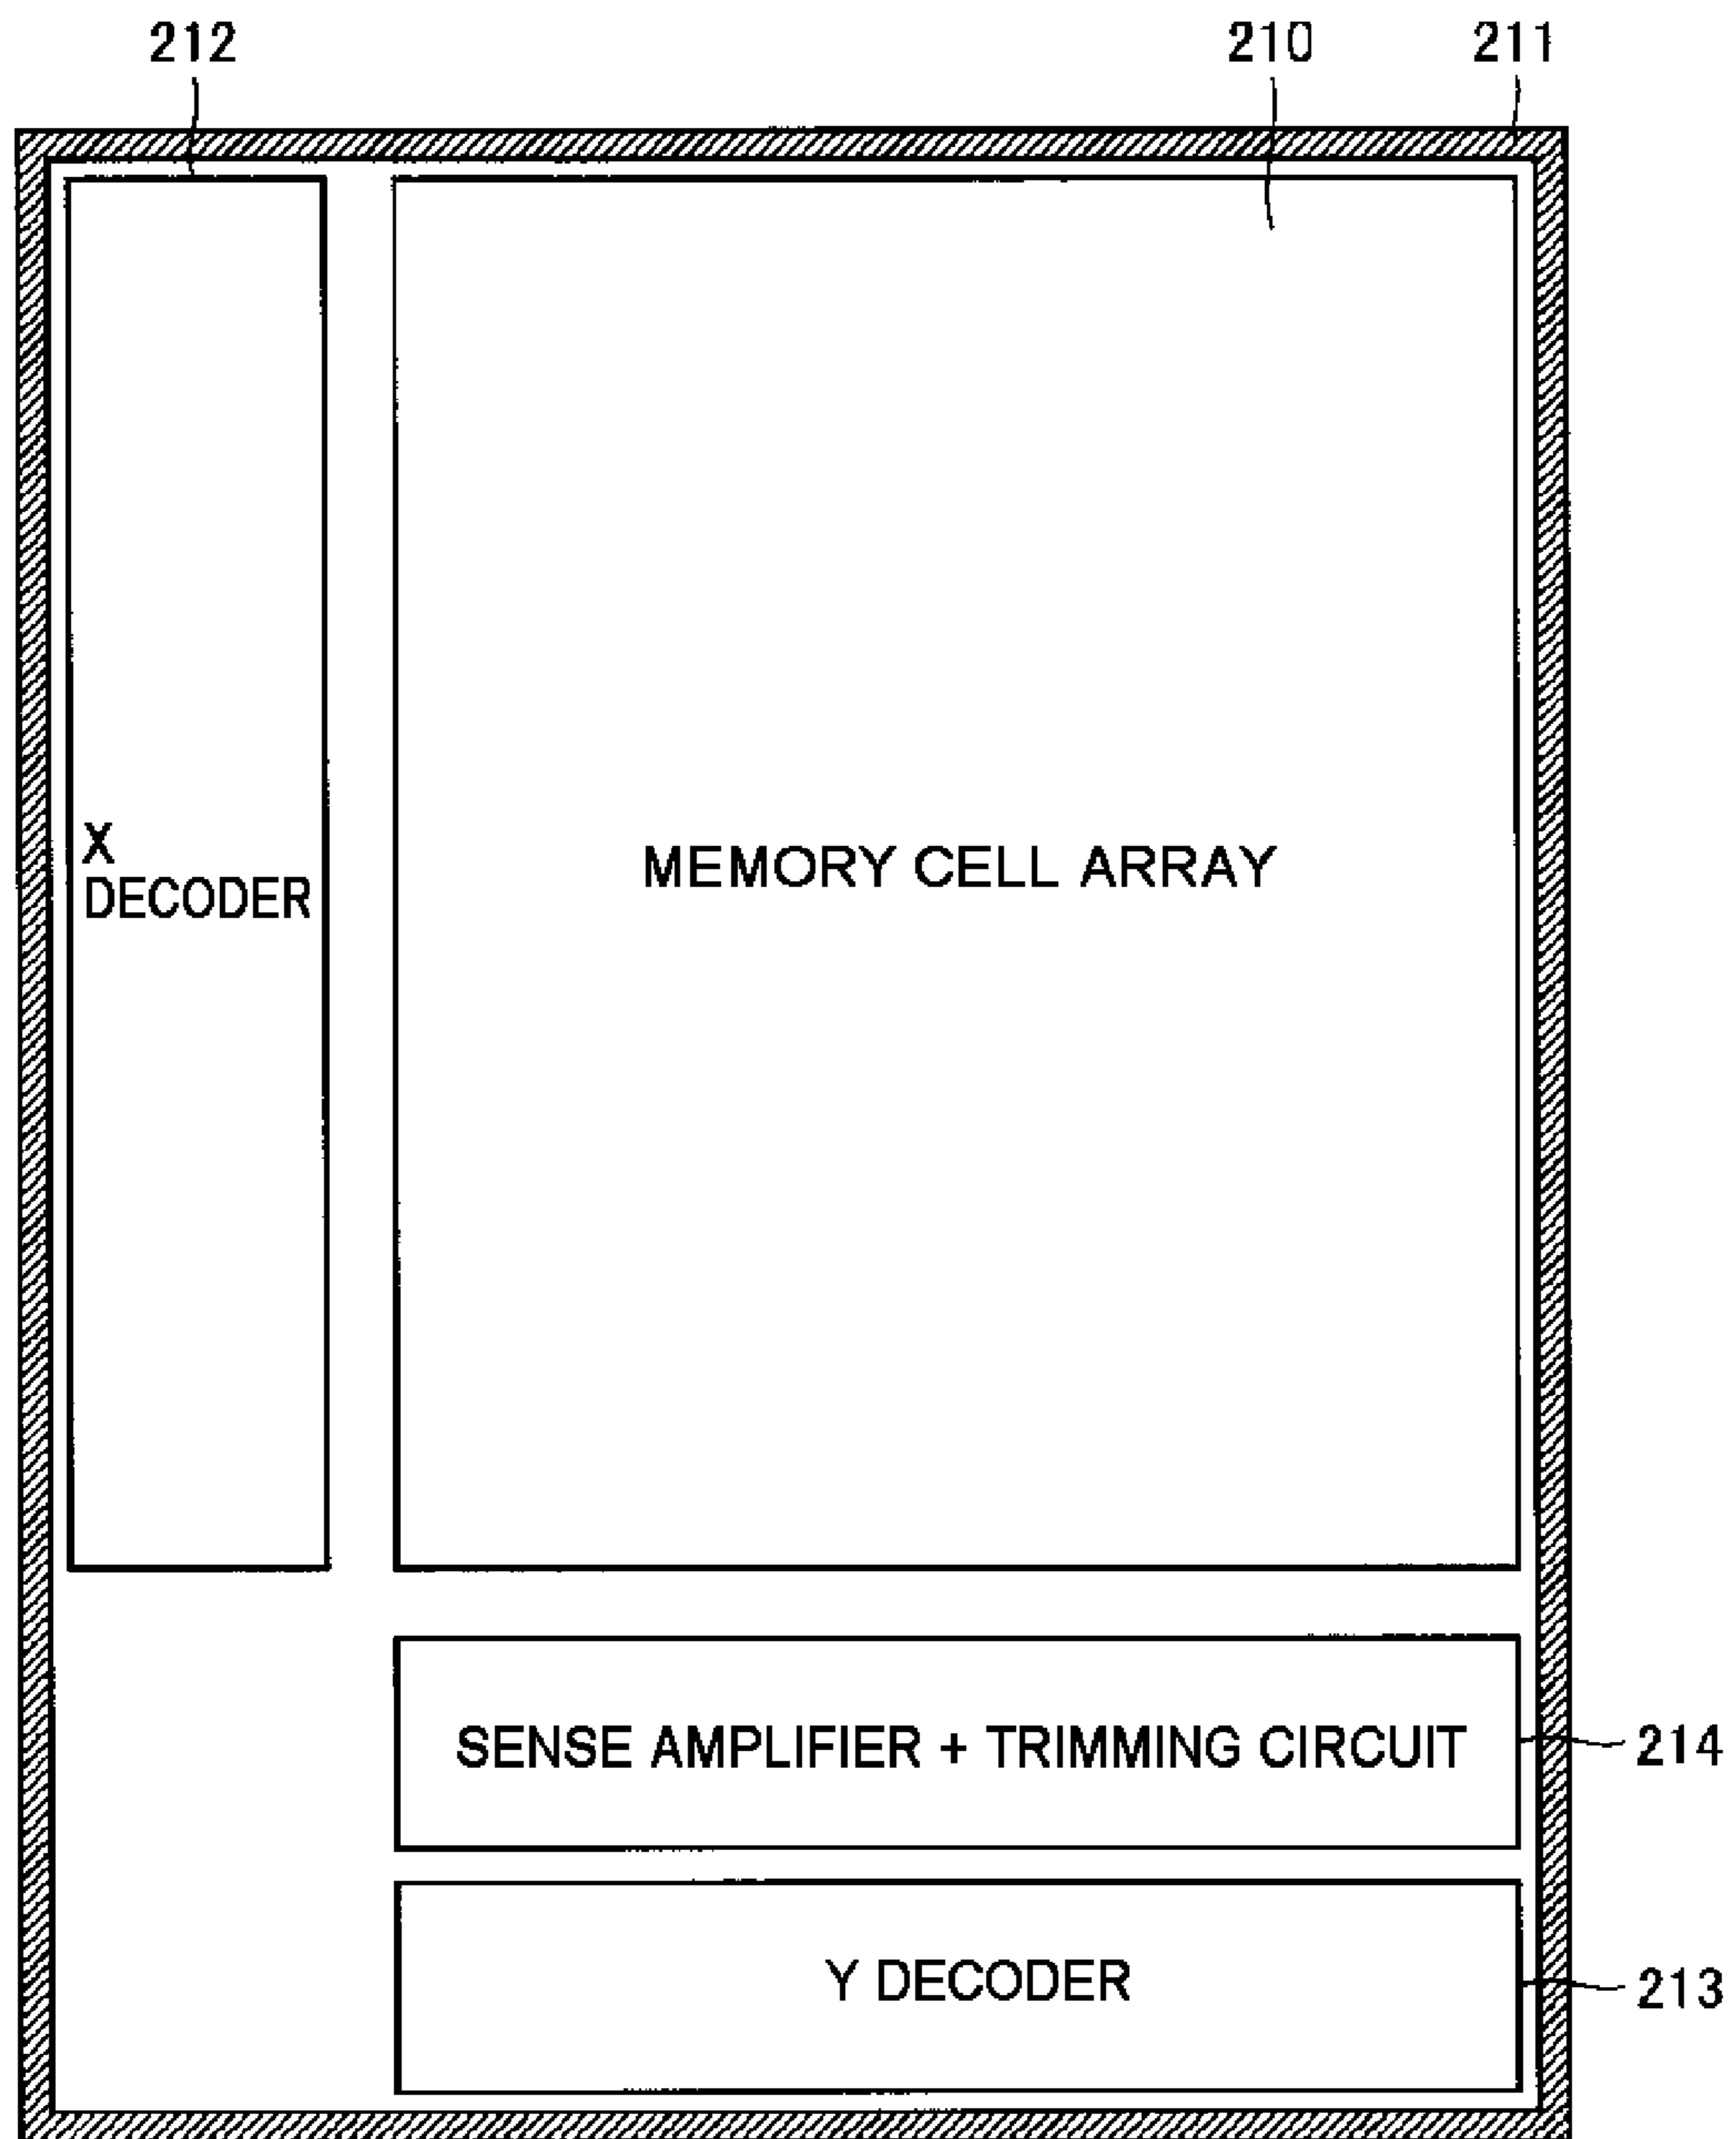 212
210
211
X
DECODER
MEMORY CELL ARRAY
SENSE AMPLIFIER + TRIMMING CIRCUIT
214
Y DECODER
213